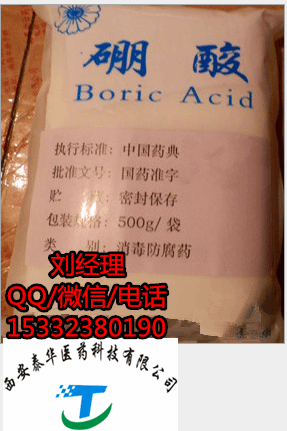 硼 酸
Boric Acid
执行标准：中国药典
批准文号：国药准字
贮 藏：密封保存
包装规格：500g/袋
类 别：消毒防腐药
刘经理
QQ/微信/电话
15332380190
西安泰华医药科技有限公司